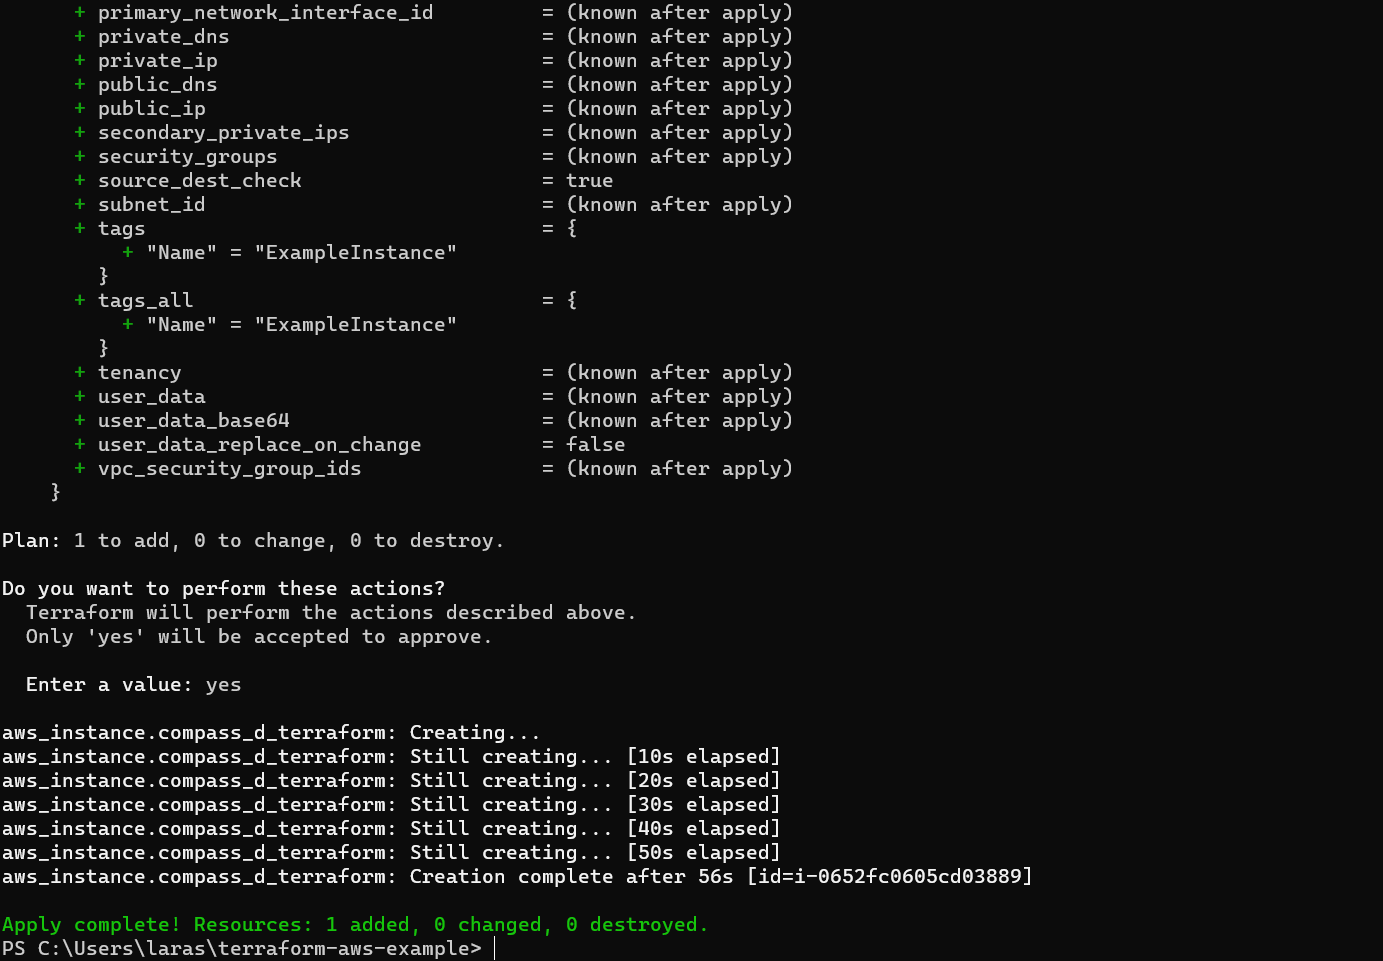 + primary_network_interface_id = (known after apply)
+ private_dns = (known after apply)
+ private_ip = (known after apply)
+ public_dns = (known after apply)
+ public_ip = (known after apply)
+ secondary_private_ips = (known after apply)
+ security_groups = (known after apply)
+ source_dest_check = true
+ subnet_id = (known after apply)
+ tags = {
+ "Name" = "ExampleInstance"
}
+ tags_all = {
+ "Name" = "ExampleInstance"
}
+ tenancy = (known after apply)
+ user_data = (known after apply)
+ user_data_base64 = (known after apply)
+ user_data_replace_on_change = false
+ vpc_security_group_ids = (known after apply)
}
Plan: 1 to add, 0 to change, 0 to destroy.
Do you want to perform these actions?
Terraform will perform the actions described above.
Only 'yes' will be accepted to approve.
Enter a value: yes
aws_instance.compass_d_terraform: Creating...
aws_instance.compass_d_terraform: Still creating... [10s elapsed]
aws_instance.compass_d_terraform: Still creating... [20s elapsed]
aws_instance.compass_d_terraform: Still creating... [30s elapsed]
aws_instance.compass_d_terraform: Still creating... [40s elapsed]
aws_instance.compass_d_terraform: Still creating... [50s elapsed]
aws_instance.compass_d_terraform: Creation complete after 56s [id=i-0652fc0605cd03889]
Apply complete! Resources: 1 added, 0 changed, 0 destroyed.
PS C:\Users\laras\terraform-aws-example>